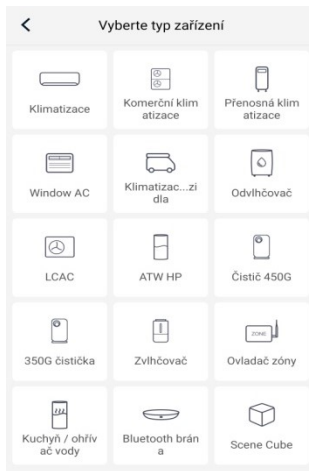 Vyberte typ zařízení
Klimatizace
Komerční klim
atizace
Přenosná klim
atizace
Window AC
Klimatizac...zi
dla
Odvlhčovač
LCAC
ATW HP
Čistič 450G
350G čistička
Zvlhčovač
ZONE
Ovladač zóny
Kuchyň / ohřív
ač vody
Bluetooth brán
a
Scene Cube